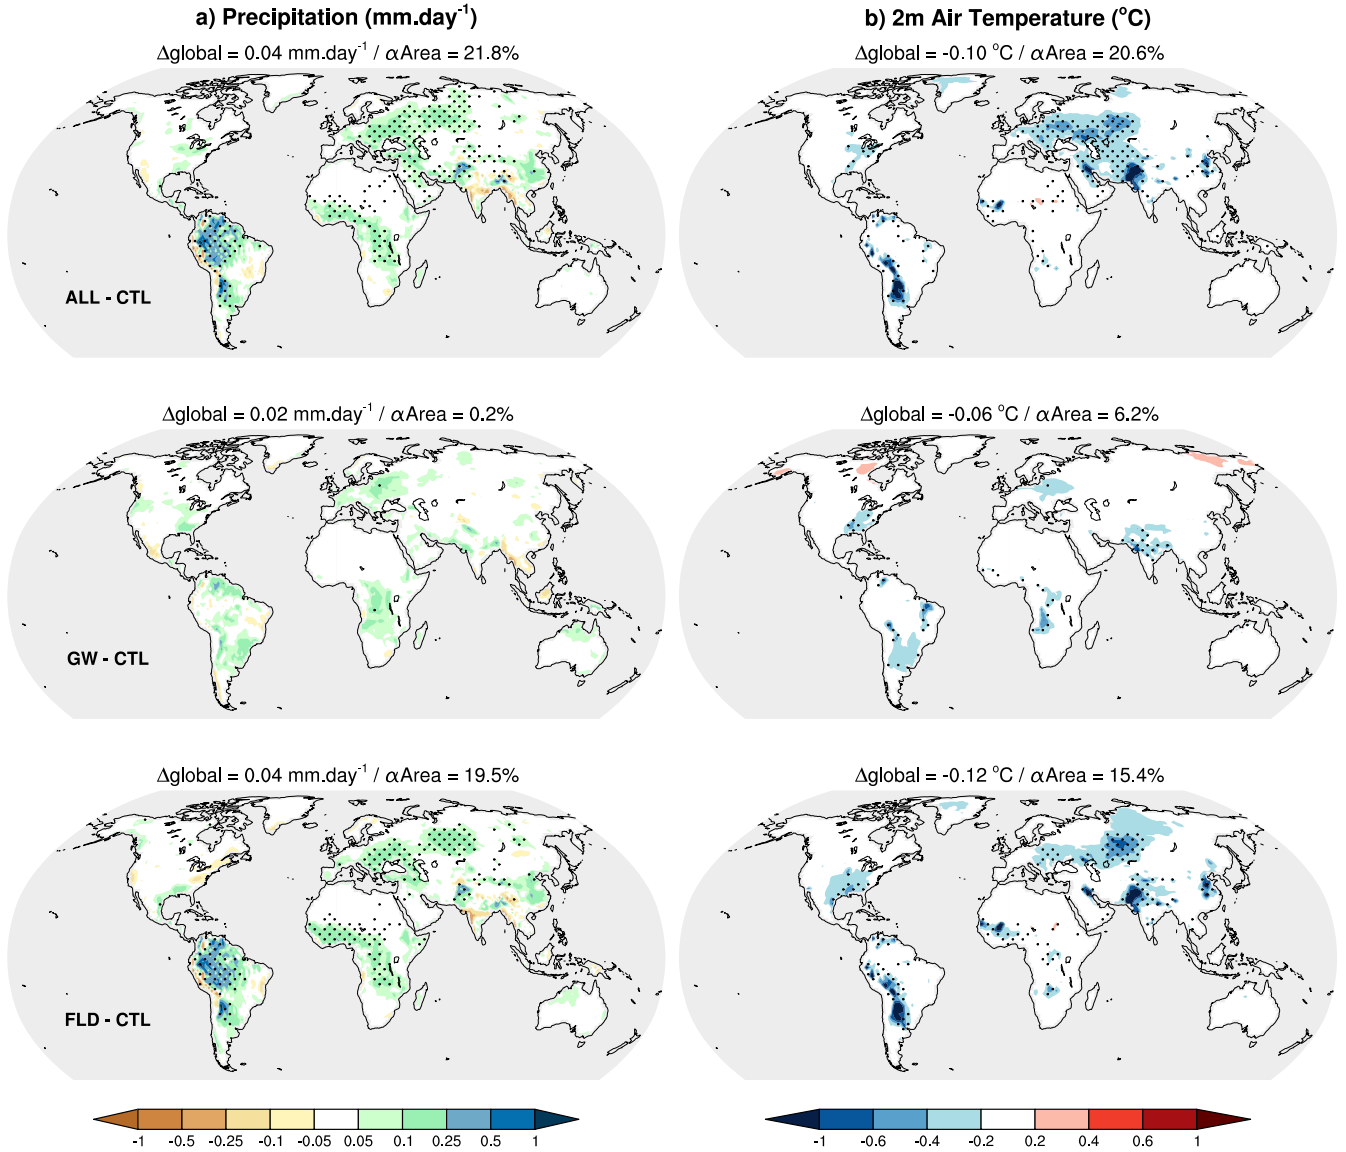 a) Precipitation (mm.day-1)
b) 2m Air Temperature (oC)
Δglobal = 0.04 mm.day-1 / αArea = 21.8%
Δglobal = -0.10 oC / αArea = 20.6%
ALL - CTL
Δglobal = 0.02 mm.day-1 / αArea = 0.2%
Δglobal = -0.06 oC / αArea = 6.2%
GW - CTL
Δglobal = 0.04 mm.day-1 / αArea = 19.5%
Δglobal = -0.12 oC / αArea = 15.4%
FLD - CTL
-1 -0.5 -0.25 -0.1 -0.05 0.05 0.1 0.25 0.5 1
-1 -0.6 -0.4 -0.2 0.2 0.4 0.6 1